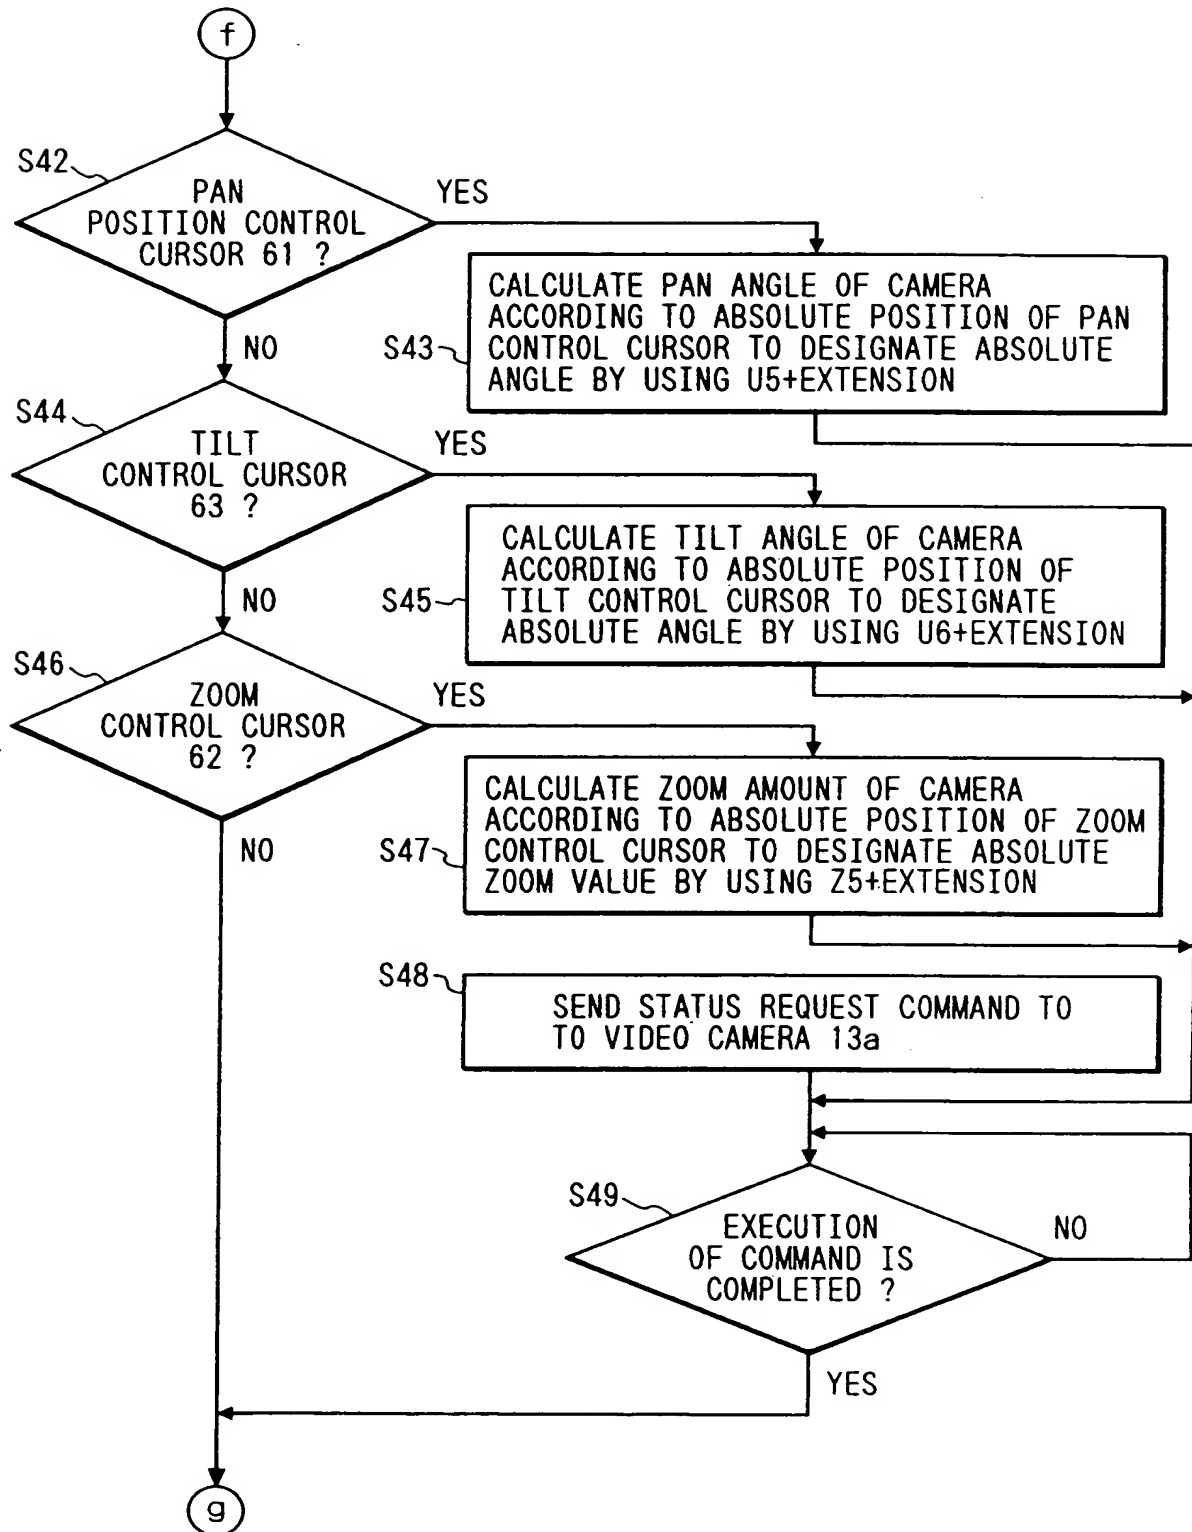 f
S42
PAN
POSITION CONTROL
CURSOR 61 ?
YES
NO
S43
CALCULATE PAN ANGLE OF CAMERA
ACCORDING TO ABSOLUTE POSITION OF PAN
CONTROL CURSOR TO DESIGNATE ABSOLUTE
ANGLE BY USING U5+EXTENSION
S44
TILT
CONTROL CURSOR
63 ?
YES
NO
S45
CALCULATE TILT ANGLE OF CAMERA
ACCORDING TO ABSOLUTE POSITION OF
TILT CONTROL CURSOR TO DESIGNATE
ABSOLUTE ANGLE BY USING U6+EXTENSION
S46
ZOOM
CONTROL CURSOR
62 ?
YES
NO
S47
CALCULATE ZOOM AMOUNT OF CAMERA
ACCORDING TO ABSOLUTE POSITION OF ZOOM
CONTROL CURSOR TO DESIGNATE ABSOLUTE
ZOOM VALUE BY USING Z5+EXTENSION
S48
SEND STATUS REQUEST COMMAND TO
TO VIDEO CAMERA 13a
S49
EXECUTION
OF COMMAND IS
COMPLETED ?
NO
YES
g